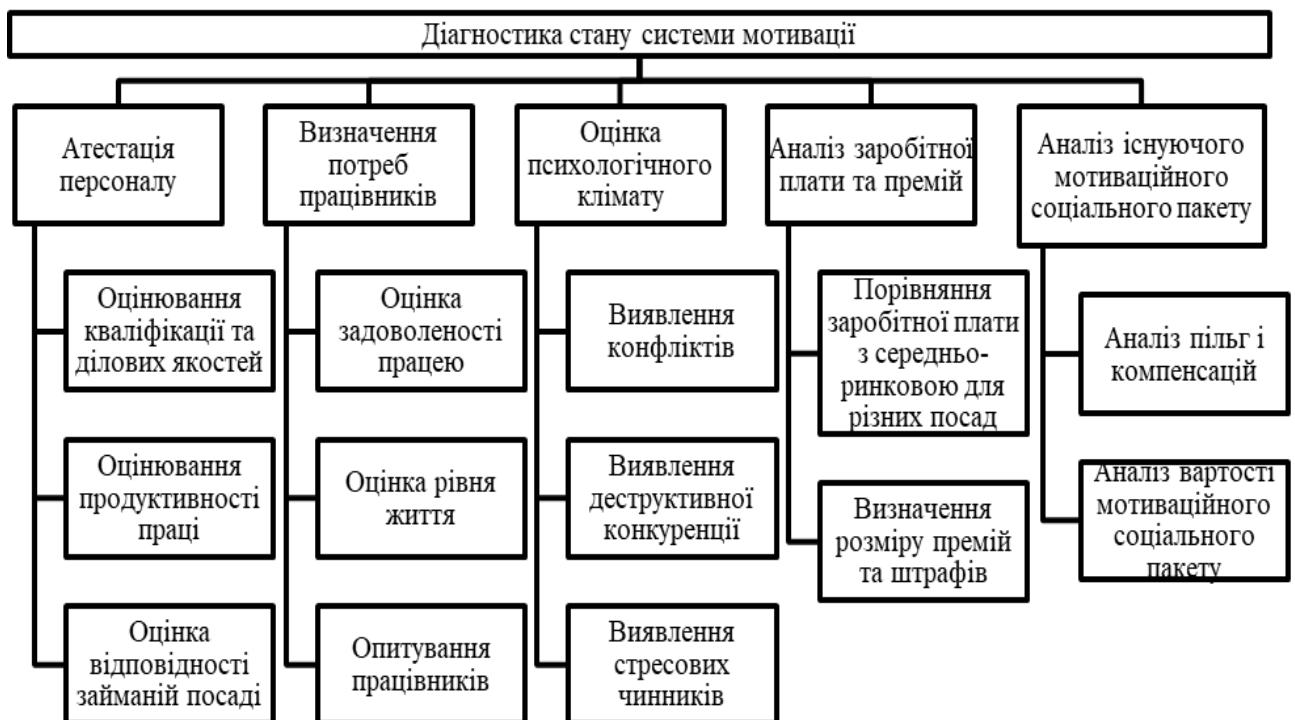 Діагностика стану системи мотивації
Атестація
персоналу
Визначення
потреб
працівників
Оцінка
психологічного
клімату
Аналіз заробітної
плати та премій
Аналіз існуючого
мотиваційного
соціального пакету
Оцінювання
кваліфікації та
ділових якостей
Оцінювання
продуктивності
праці
Оцінка
відповідності
займаній посаді
Оцінка
задоволеності
працею
Оцінка рівня
життя
Опитування
працівників
Виявлення
конфліктів
Виявлення
деструктивної
конкуренції
Виявлення
стресових
чинників
Порівняння
заробітної плати
з середньо-
ринковою для
різних посад
Визначення
розміру премій
та штрафів
Аналіз пільг і
компенсацій
Аналіз вартості
мотиваційного
соціального
пакету